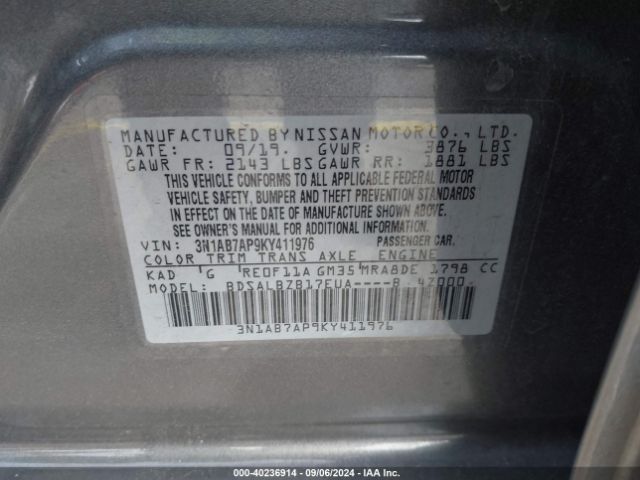 MANUFACTURED BY NISSAN MOTOR CO., LTD.
DATE: 09/19. GVWR: 3876 LBS
GAWR FR: 2143 LBS GAWR RR: 1881 LBS
THIS VEHICLE CONFORMS TO ALL APPLICABLE FEDERAL MOTOR
VEHICLE SAFETY, BUMPER AND THEFT PREVENTION STANDARDS
IN EFFECT ON THE DATE OF MANUFACTURE SHOWN ABOVE.
SEE OWNER'S MANUAL FOR ADDITIONAL INFORMATION.
VIN: 3N1AB7AP9KY411976 PASSENGER CAR.
COLOR TRIM TRANS AXLE ENGINE
KAD G RE0F11A GM35 MRA8DE 1798 CC
MODEL: BDSALBZB17EUA----B 4Z000
3N1AB7AP9KY411976
000-40236914 - 09/06/2024 - IAA Inc.